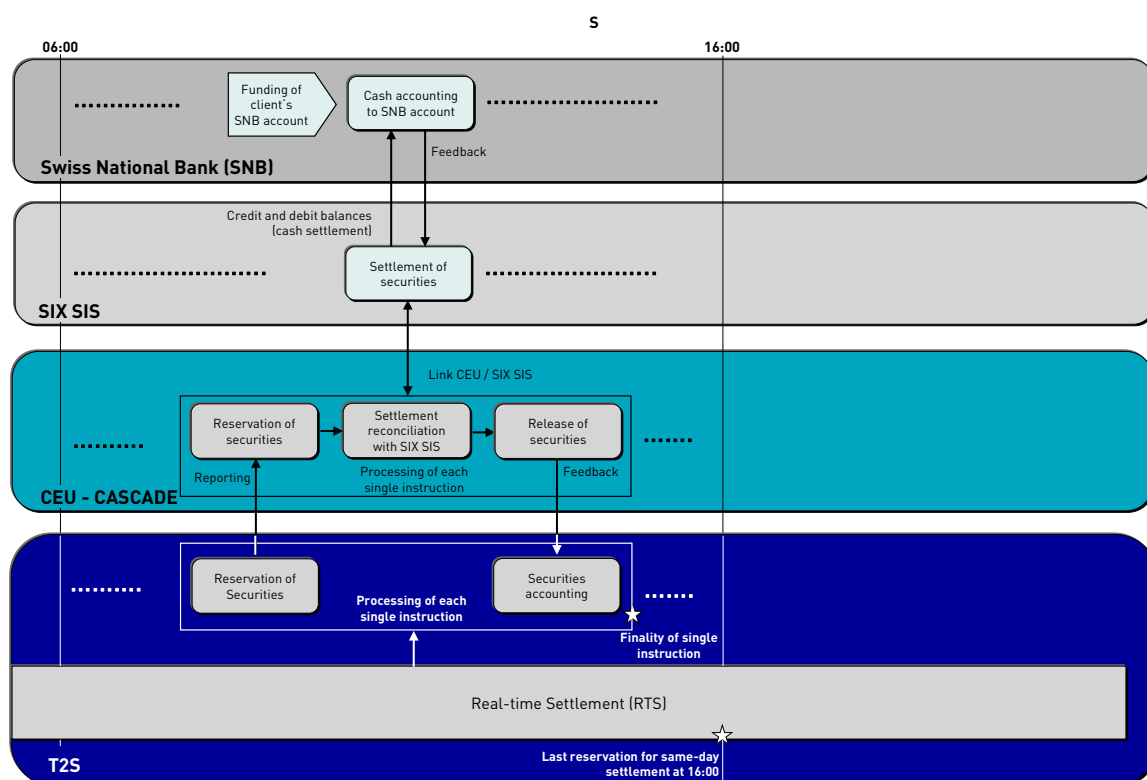 S
06:00
16:00
Funding of
client´s
SNB account
Cash accounting
to SNB account
Feedback
Swiss National Bank (SNB)
Credit and debit balances
(cash settlement)
Settlement of
securities
SIX SIS
Link CEU / SIX SIS
Reservation of
securities
Settlement
reconciliation
with SIX SIS
Release of
securities
Reporting
Processing of each
single instruction
Feedback
CEU - CASCADE
Reservation of
Securities
Securities
accounting
Processing of each
single instruction
Finality of single
instruction
Real-time Settlement (RTS)
T2S
Last reservation for same-day
settlement at 16:00